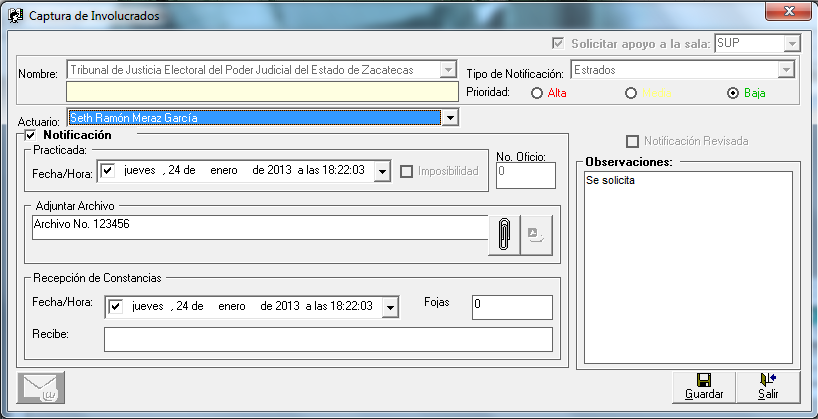 Captura de Involucrados
Solicitar apoyo a la sala: SUP
Nombre: Tribunal de Justicia Electoral del Poder Judicial del Estado de Zacatecas
Tipo de Notificación: Estrados
Prioridad: Alta Media Baja
Actuario: Seth Ramón Meraz García
Notificación
Notificación Revisada
Practicada:
Fecha/Hora: jueves , 24 de enero de 2013 a las 18:22:03
Imposibilidad
No. Oficio:
0
Adjuntar Archivo
Archivo No. 123456
Recepción de Constancias
Fecha/Hora: jueves , 24 de enero de 2013 a las 18:22:03
Fojas 0
Recibe:
Observaciones:
Se solicita
Guardar
Salir